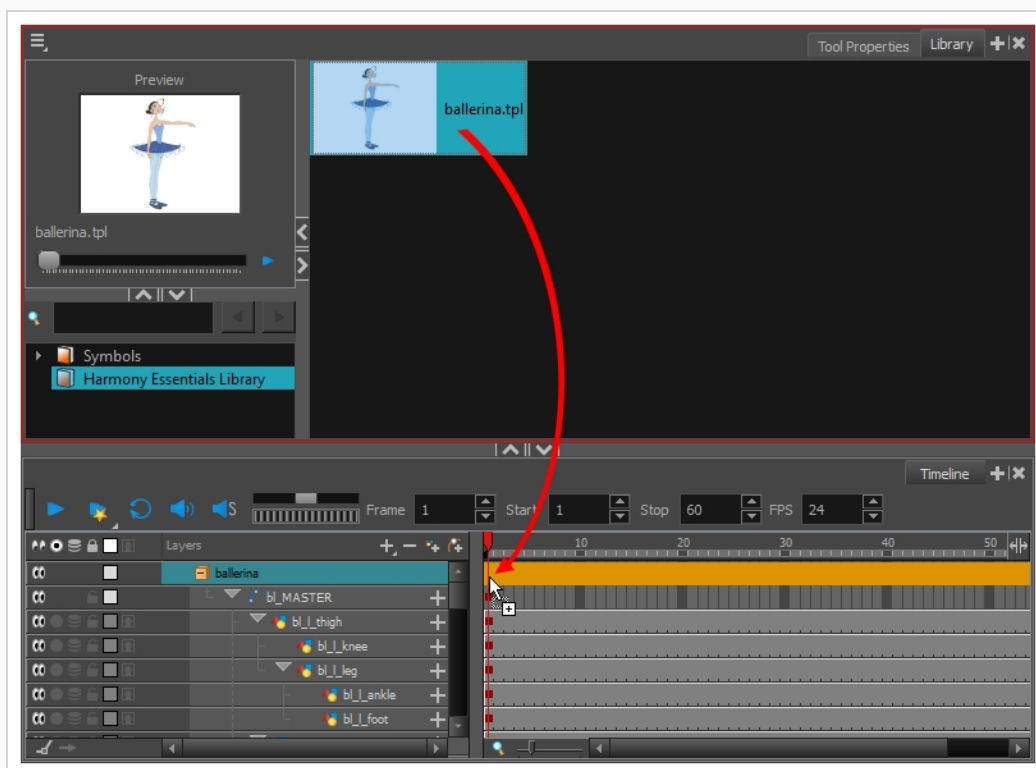 Tool Properties Library
Preview
ballerina.tpl
ballerina.tpl
Symbols
Harmony Essentials Library
Timeline
S Frame 1 Start 1 Stop 60 FPS 24
Layers 10 20 30 40 50
ballerina
bl_MASTER
bl_l_thigh
bl_l_knee
bl_l_leg
bl_l_ankle
bl_l_foot